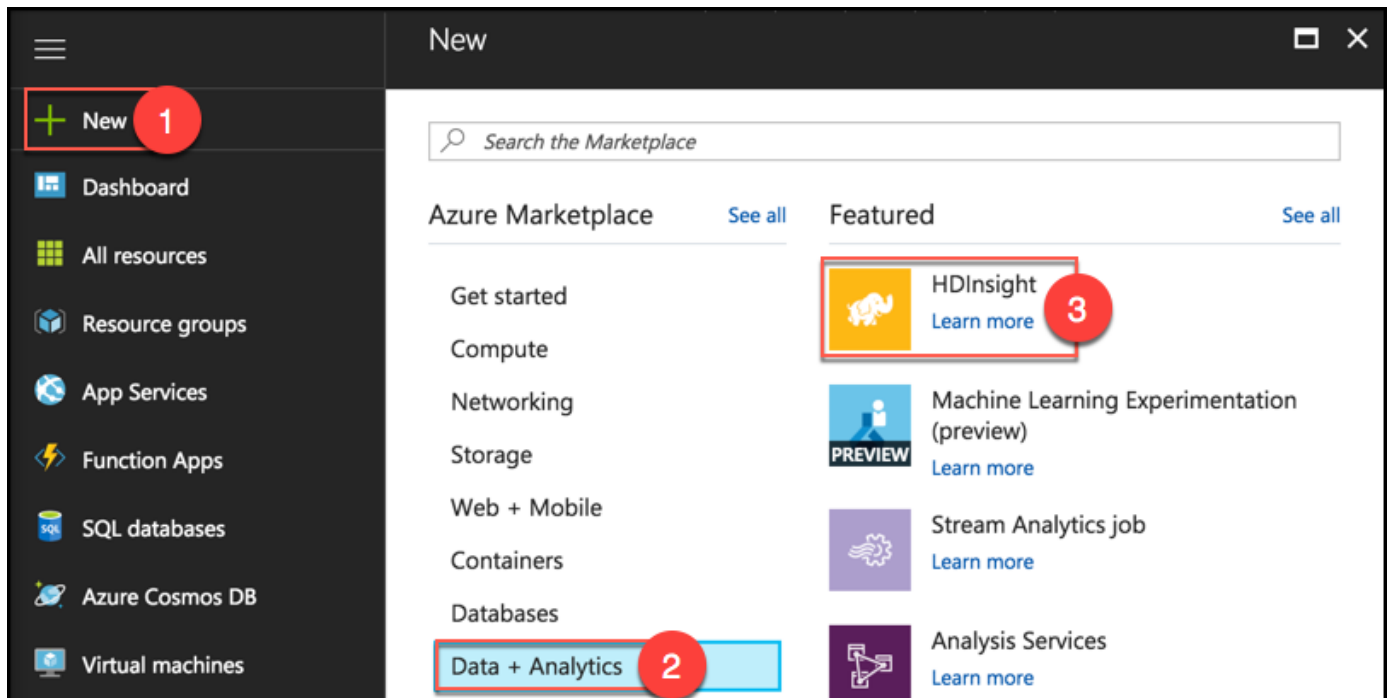 New
1
Dashboard
All resources
Resource groups
App Services
Function Apps
SQL
SQL databases
Azure Cosmos DB
Virtual machines
New
Search the Marketplace
Azure Marketplace See all
Get started
Compute
Networking
Storage
Web + Mobile
Containers
Databases
Data + Analytics
2
Featured See all
HDInsight
Learn more
3
PREVIEW
Machine Learning Experimentation
(preview)
Learn more
Stream Analytics job
Learn more
Analysis Services
Learn more